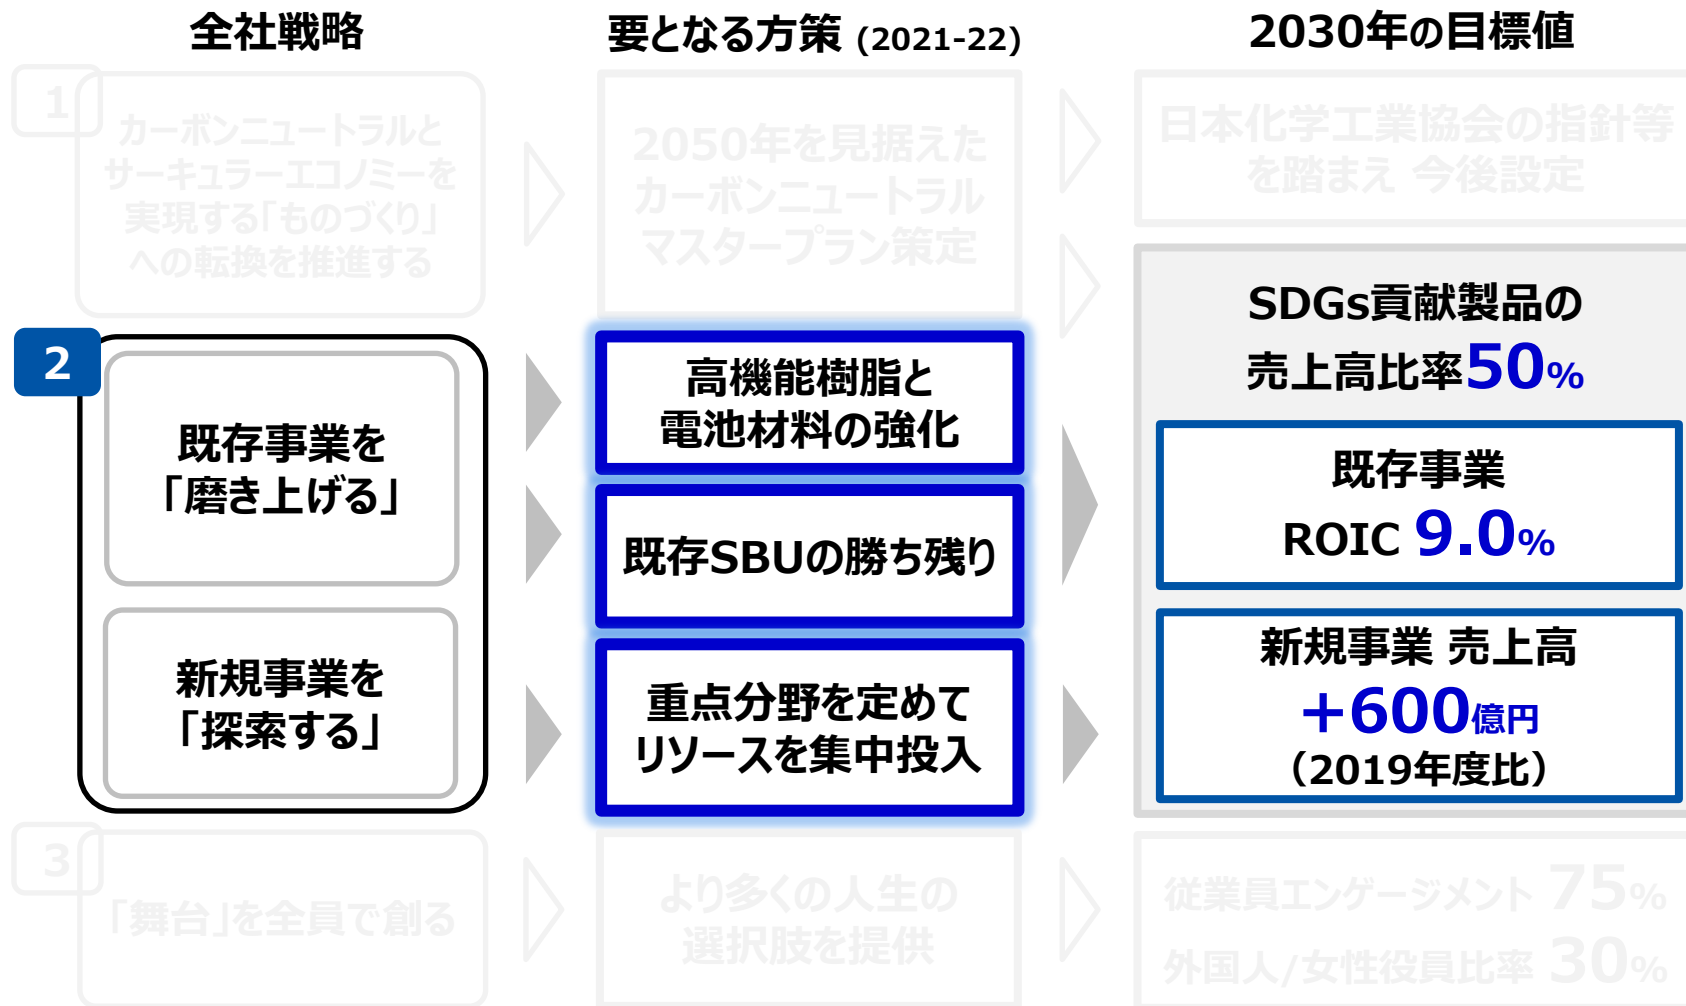 全社戦略
要となる方策 (2021-22)
2030年の目標値
1
カーボンニュートラルと
サーキュラーエコノミーを
実現する「ものづくり」
への転換を推進する
2050年を見据えた
カーボンニュートラル
マスタープラン策定
日本化学工業協会の指針等
を踏まえ 今後設定
2
既存事業を
「磨き上げる」
新規事業を
「探索する」
高機能樹脂と
電池材料の強化
既存SBUの勝ち残り
重点分野を定めて
リソースを集中投入
SDGs貢献製品の
売上高比率50%
既存事業
ROIC 9.0%
新規事業 売上高
+600億円
（2019年度比）
3
「舞台」を全員で創る
より多くの人生の
選択肢を提供
従業員エンゲージメント 75%
外国人/女性役員比率 30%